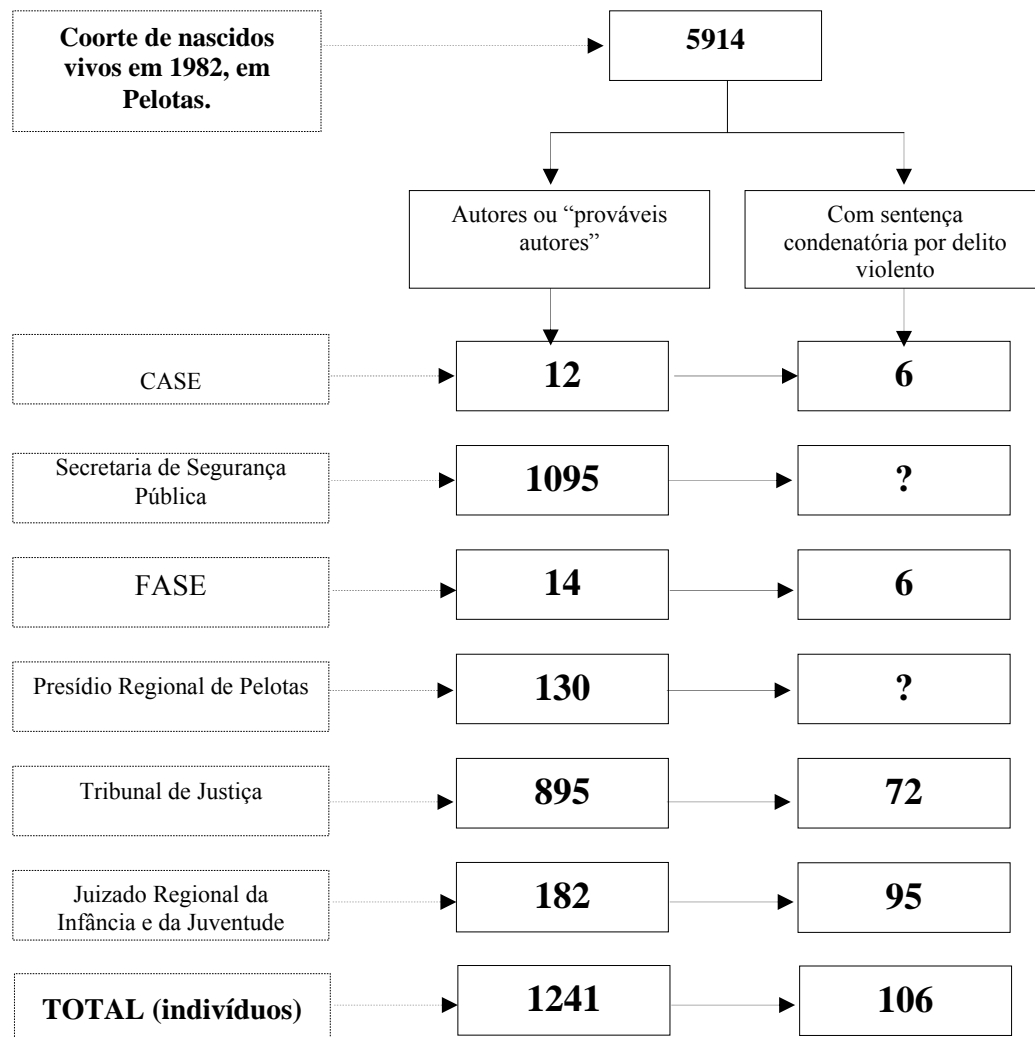 Coorte de nascidos
vivos em 1982, em
Pelotas.
5914
Autores ou “prováveis
autores”
Com sentença
condenatória por delito
violento
CASE
12
6
Secretaria de Segurança
Pública
1095
?
FASE
14
6
Presídio Regional de Pelotas
130
?
Tribunal de Justiça
895
72
Juizado Regional da
Infância e da Juventude
182
95
TOTAL (indivíduos)
1241
106